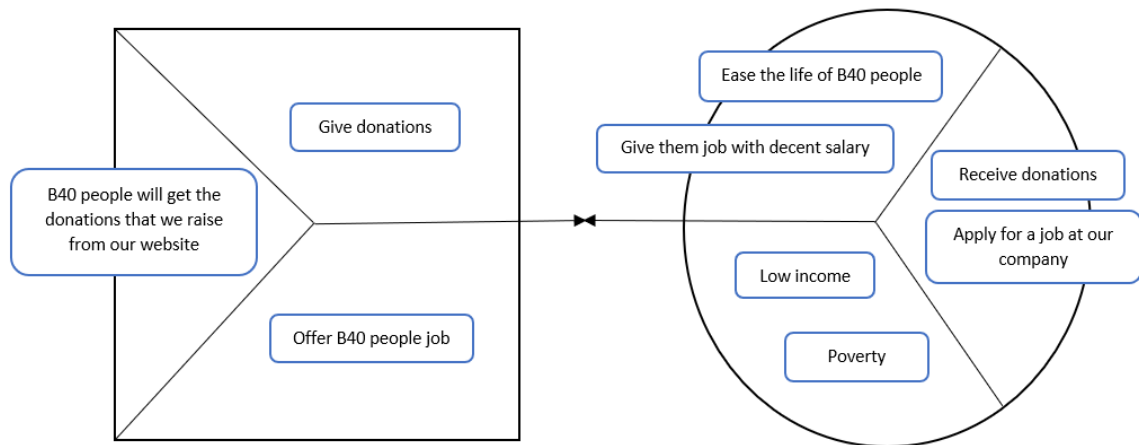 Give donations
B40 people will get the
donations that we raise
from our website
Offer B40 people job
Ease the life of B40 people
Give them job with decent salary
Receive donations
Apply for a job at our
company
Low income
Poverty